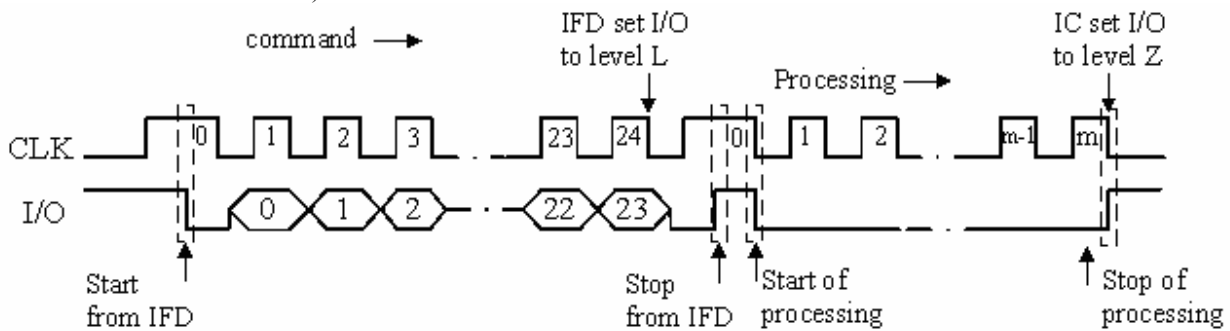 command
IFD set I/O
to level L
IC set I/O
to level Z
Processing
CLK
0 1 2 3 23 24 0 1 2 m-1 m
I/O
0 1 2 22 23
Start
from IFD
Stop
from IFD
Start of
processing
Stop of
processing